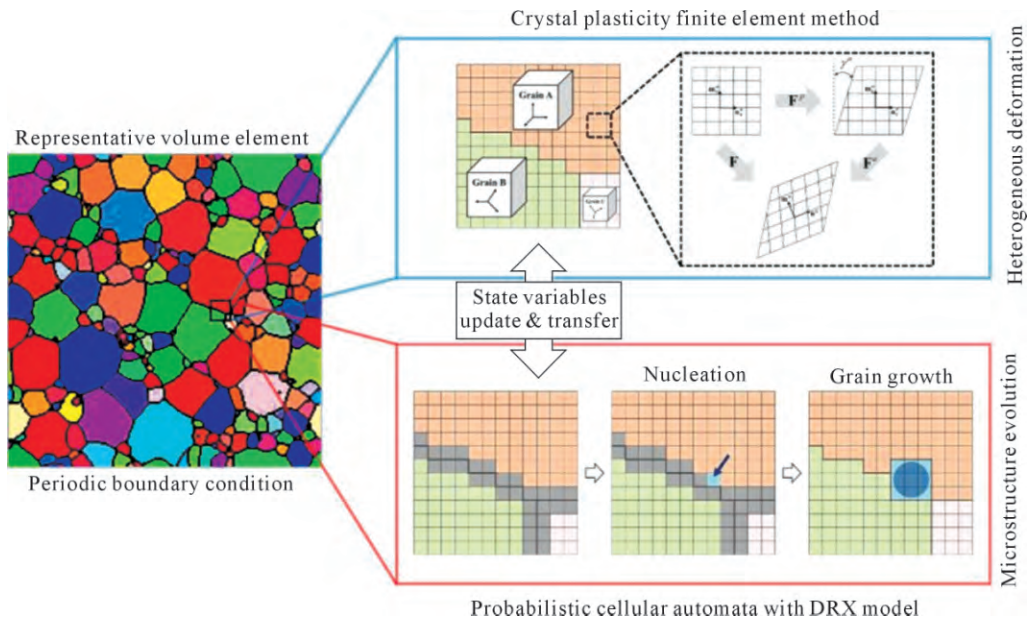 Crystal plasticity finite element method
Representative volume element
Grain A
Grain B
Grain C
F^p
F
F^e
Heterogeneous deformation
State variables
update & transfer
Nucleation
Grain growth
Periodic boundary condition
Microstructure evolution
Probabilistic cellular automata with DRX model